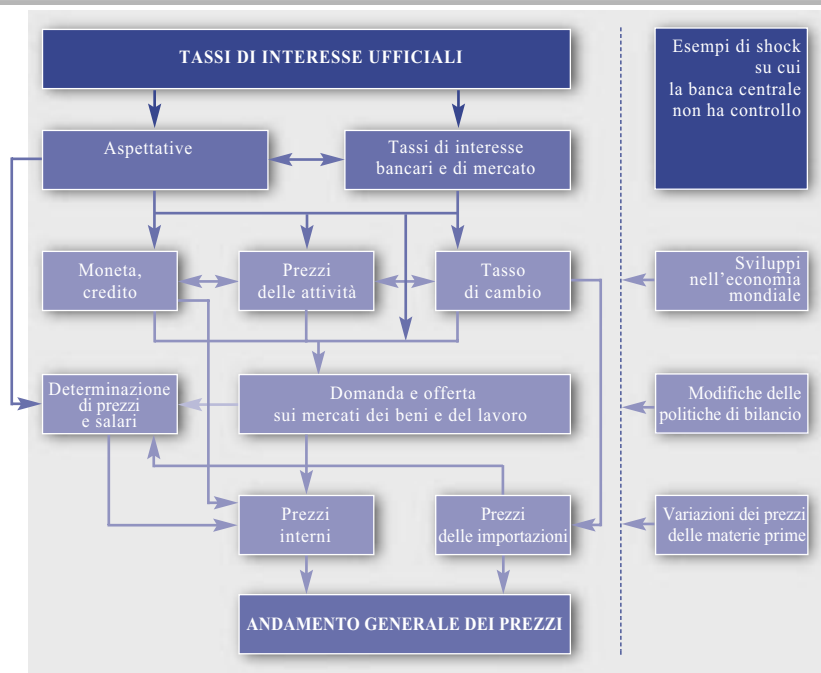 TASSI DI INTERESSE UFFICIALI
Esempi di shock
su cui
la banca centrale
non ha controllo
Aspettative
Tassi di interesse
bancari e di mercato
Moneta,
credito
Prezzi
delle attività
Tasso
di cambio
Sviluppi
nell'economia
mondiale
Determinazione
di prezzi
e salari
Domanda e offerta
sui mercati dei beni e del lavoro
Modifiche delle
politiche di bilancio
Prezzi
interni
Prezzi
delle importazioni
Variazioni dei prezzi
delle materie prime
ANDAMENTO GENERALE DEI PREZZI